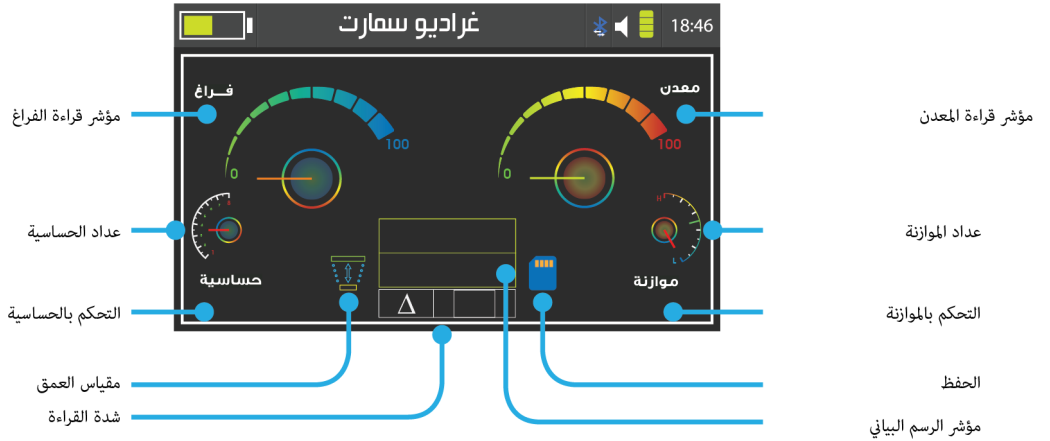 غراديو سمارت
18:46
معدن
فــراغ
مؤشر قراءة المعدن
مؤشر قراءة الفراغ
100
0
100
0
عداد الموازنة
عداد الحساسية
موازنة
حساسية
Δ
التحكم بالموازنة
التحكم بالحساسية
الحفظ
مقياس العمق
مؤشر الرسم البياني
شدة القراءة